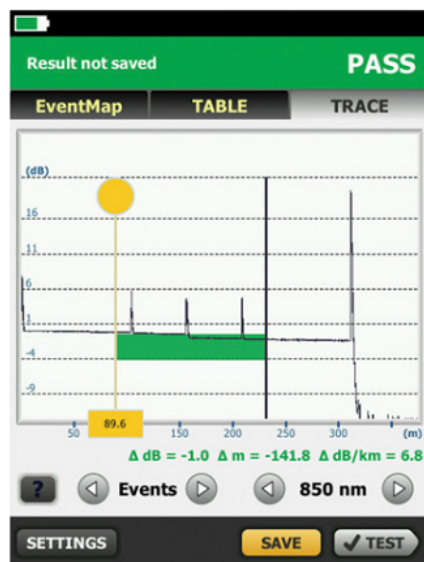 Result not saved
PASS
EventMap
TABLE
TRACE
(dB)
16
11
6
1
-4
-9
50
89.6
150
200
250
300
(m)
Δ dB = -1.0 Δ m = -141.8 Δ dB/km = 6.8
?
Events
850 nm
SETTINGS
SAVE
TEST